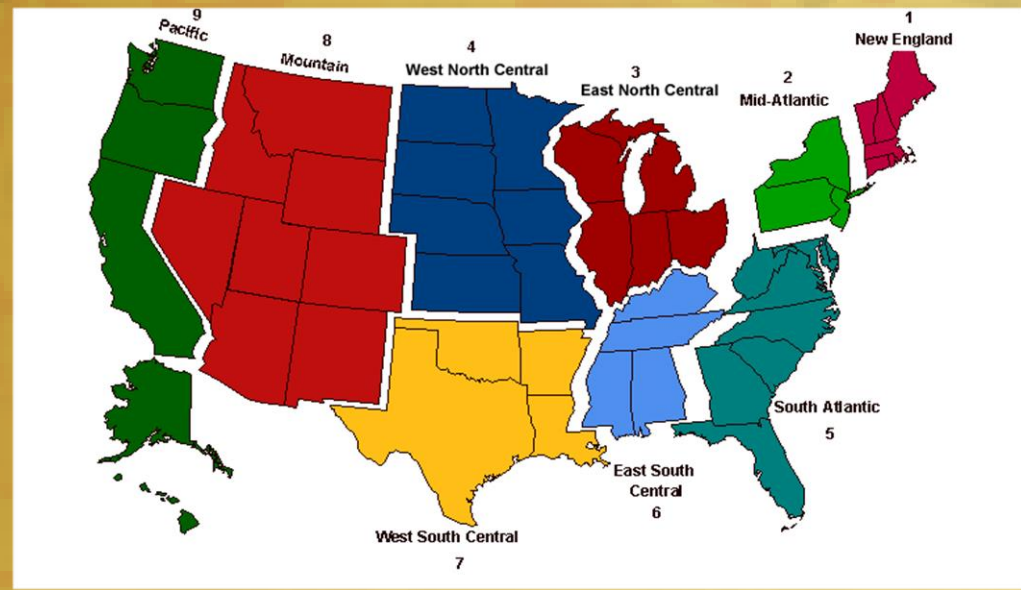 9
Pacific
8
Mountain
4
West North Central
3
East North Central
2
Mid-Atlantic
1
New England
South Atlantic
5
East South
Central
6
West South Central
7